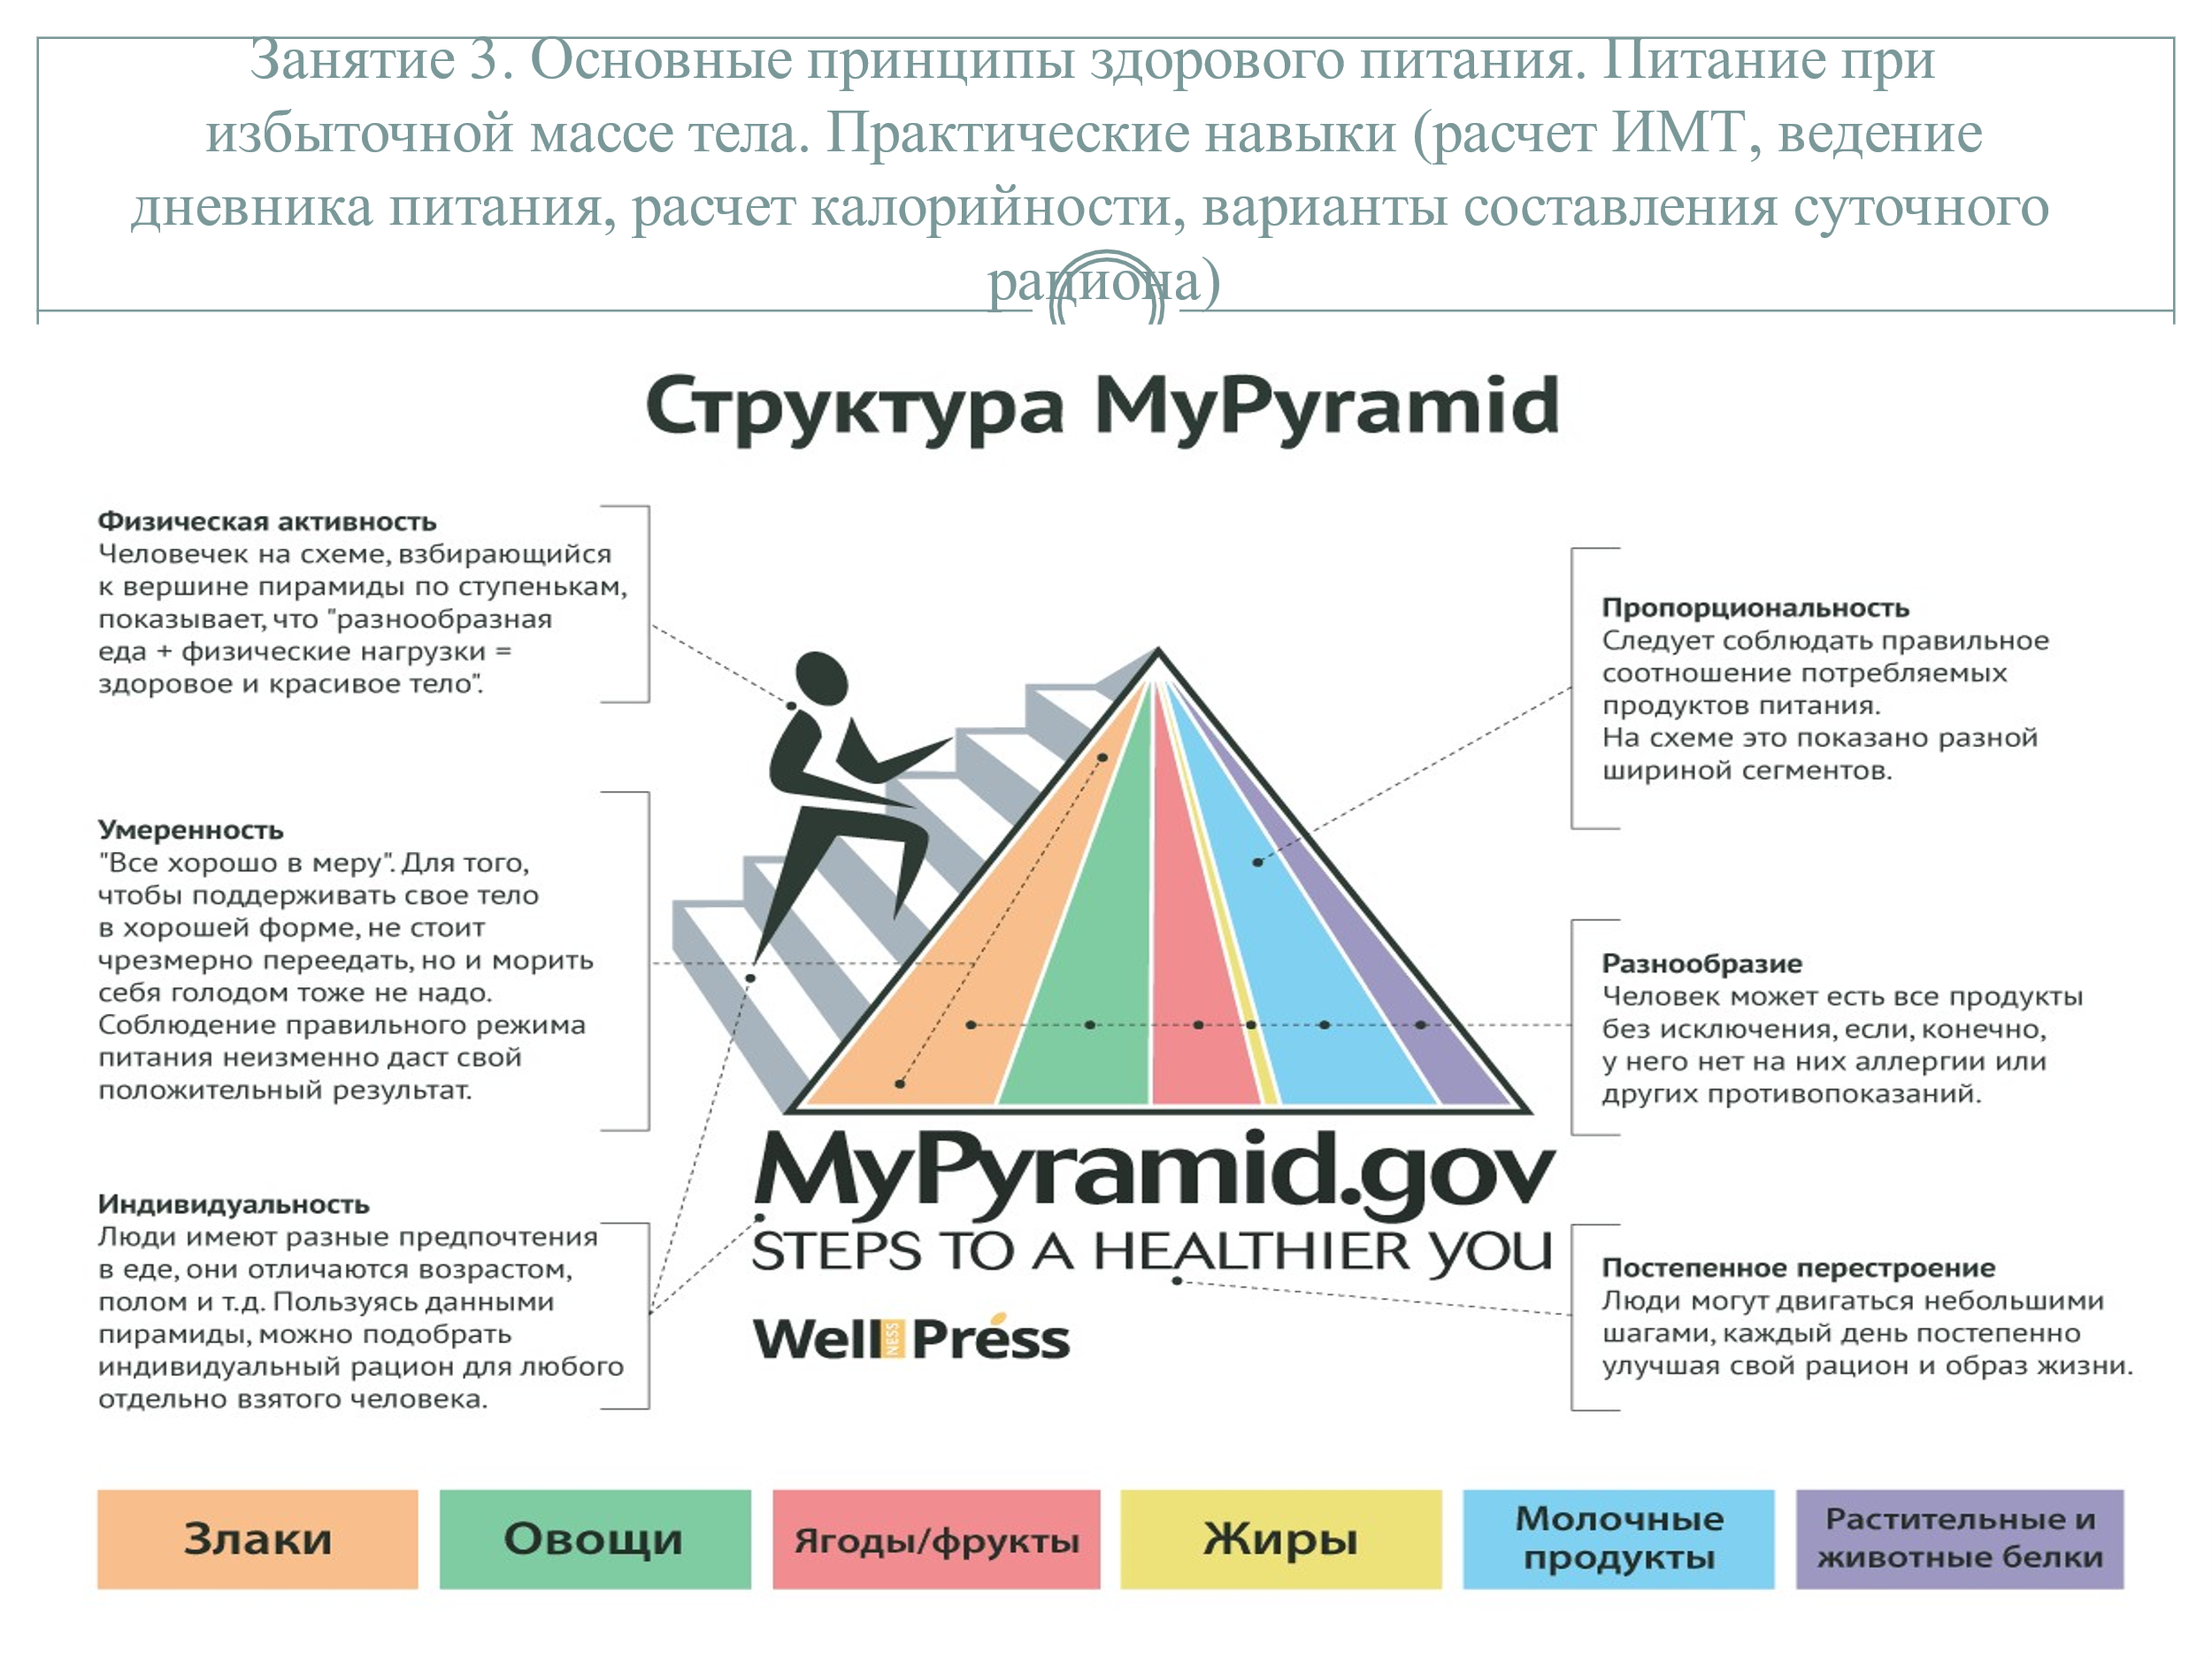 Занятие 3. Основные принципы здорового питания. Питание при
избыточной массе тела. Практические навыки (расчет ИМТ, ведение
дневника питания, расчет калорийности, варианты составления суточного
рациона)
Структура MyPyramid
Физическая активность
Человечек на схеме, взбирающийся
к вершине пирамиды по ступенькам,
показывает, что "разнообразная
еда + физические нагрузки =
здоровое и красивое тело".
Умеренность
"Все хорошо в меру". Для того,
чтобы поддерживать свое тело
в хорошей форме, не стоит
чрезмерно переедать, но и морить
себя голодом тоже не надо.
Соблюдение правильного режима
питания неизменно даст свой
положительный результат.
Индивидуальность
Люди имеют разные предпочтения
в еде, они отличаются возрастом,
полом и т.д. Пользуясь данными
пирамиды, можно подобрать
индивидуальный рацион для любого
отдельно взятого человека.
Пропорциональность
Следует соблюдать правильное
соотношение потребляемых
продуктов питания.
На схеме это показано разной
шириной сегментов.
Разнообразие
Человек может есть все продукты
без исключения, если, конечно,
у него нет на них аллергии или
других противопоказаний.
Постепенное перестроение
Люди могут двигаться небольшими
шагами, каждый день постепенно
улучшая свой рацион и образ жизни.
MyPyramid.gov
STEPS TO A HEALTHIER YOU
WellNESS Press
Злаки
Овощи
Ягоды/фрукты
Жиры
Молочные
продукты
Растительные и
животные белки